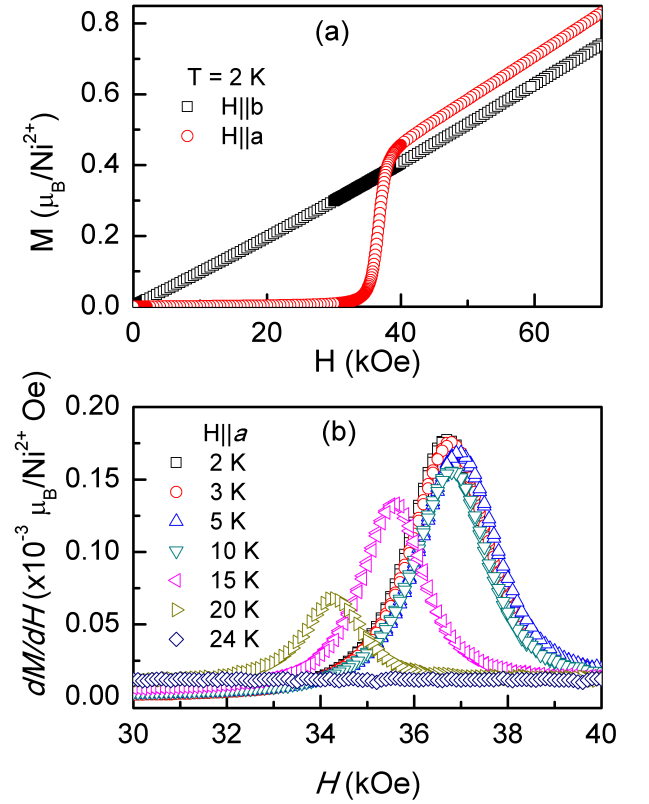 (a)
T = 2 K
H||b
H||a
M (μB/Ni2+)
0.8
0.6
0.4
0.2
0.0
0 20 40 60
H (kOe)
(b)
H||a
2 K
3 K
5 K
10 K
15 K
20 K
24 K
dM/dH (x10-3 μB/Ni2+ Oe)
0.20
0.15
0.10
0.05
0.00
30 32 34 36 38 40
H (kOe)